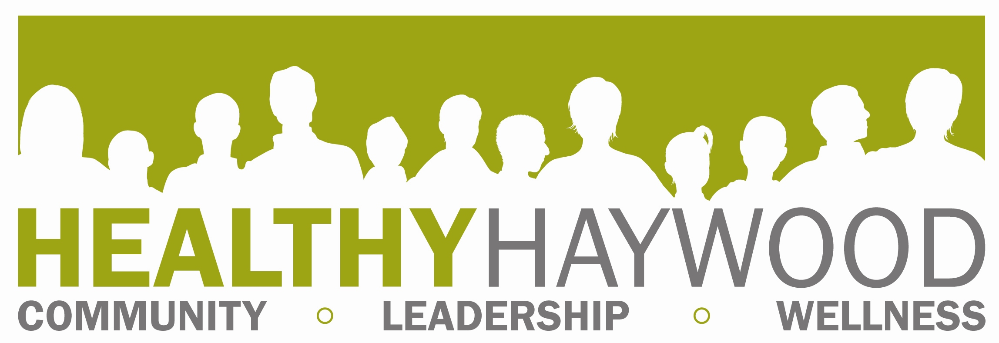 HEALTHYHAYWOOD
COMMUNITY ○ LEADERSHIP ○ WELLNESS